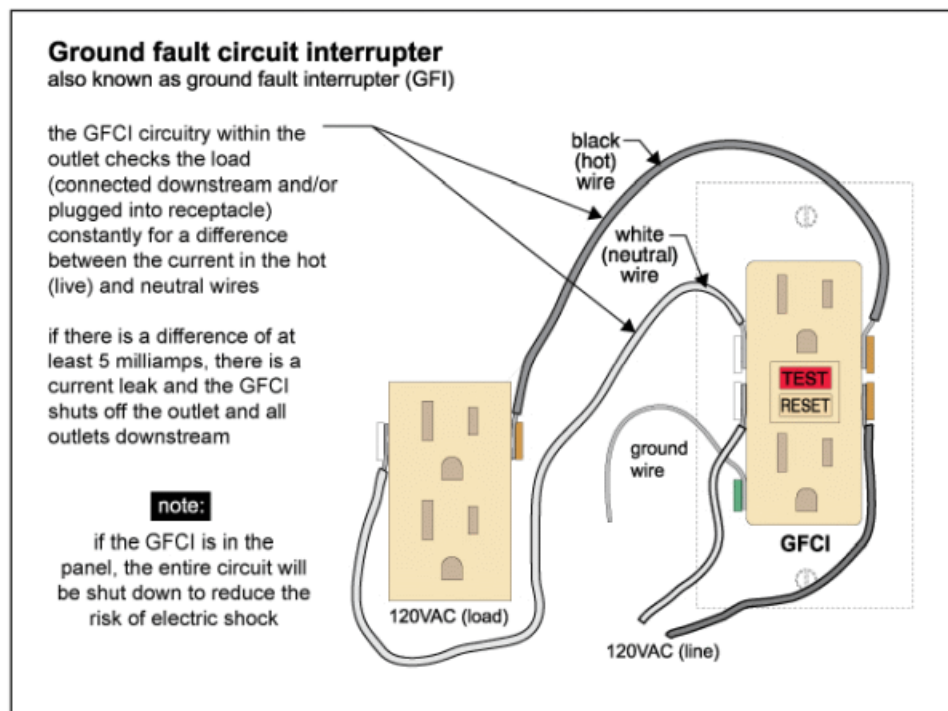 Ground fault circuit interrupter
also known as ground fault interrupter (GFI)
the GFCI circuitry within the
outlet checks the load
(connected downstream and/or
plugged into receptacle)
constantly for a difference
between the current in the hot
(live) and neutral wires
if there is a difference of at
least 5 milliamps, there is a
current leak and the GFCI
shuts off the outlet and all
outlets downstream
note:
if the GFCI is in the
panel, the entire circuit will
be shut down to reduce the
risk of electric shock
black
(hot)
wire
white
(neutral)
wire
TEST
RESET
ground
wire
GFCI
120VAC (load)
120VAC (line)